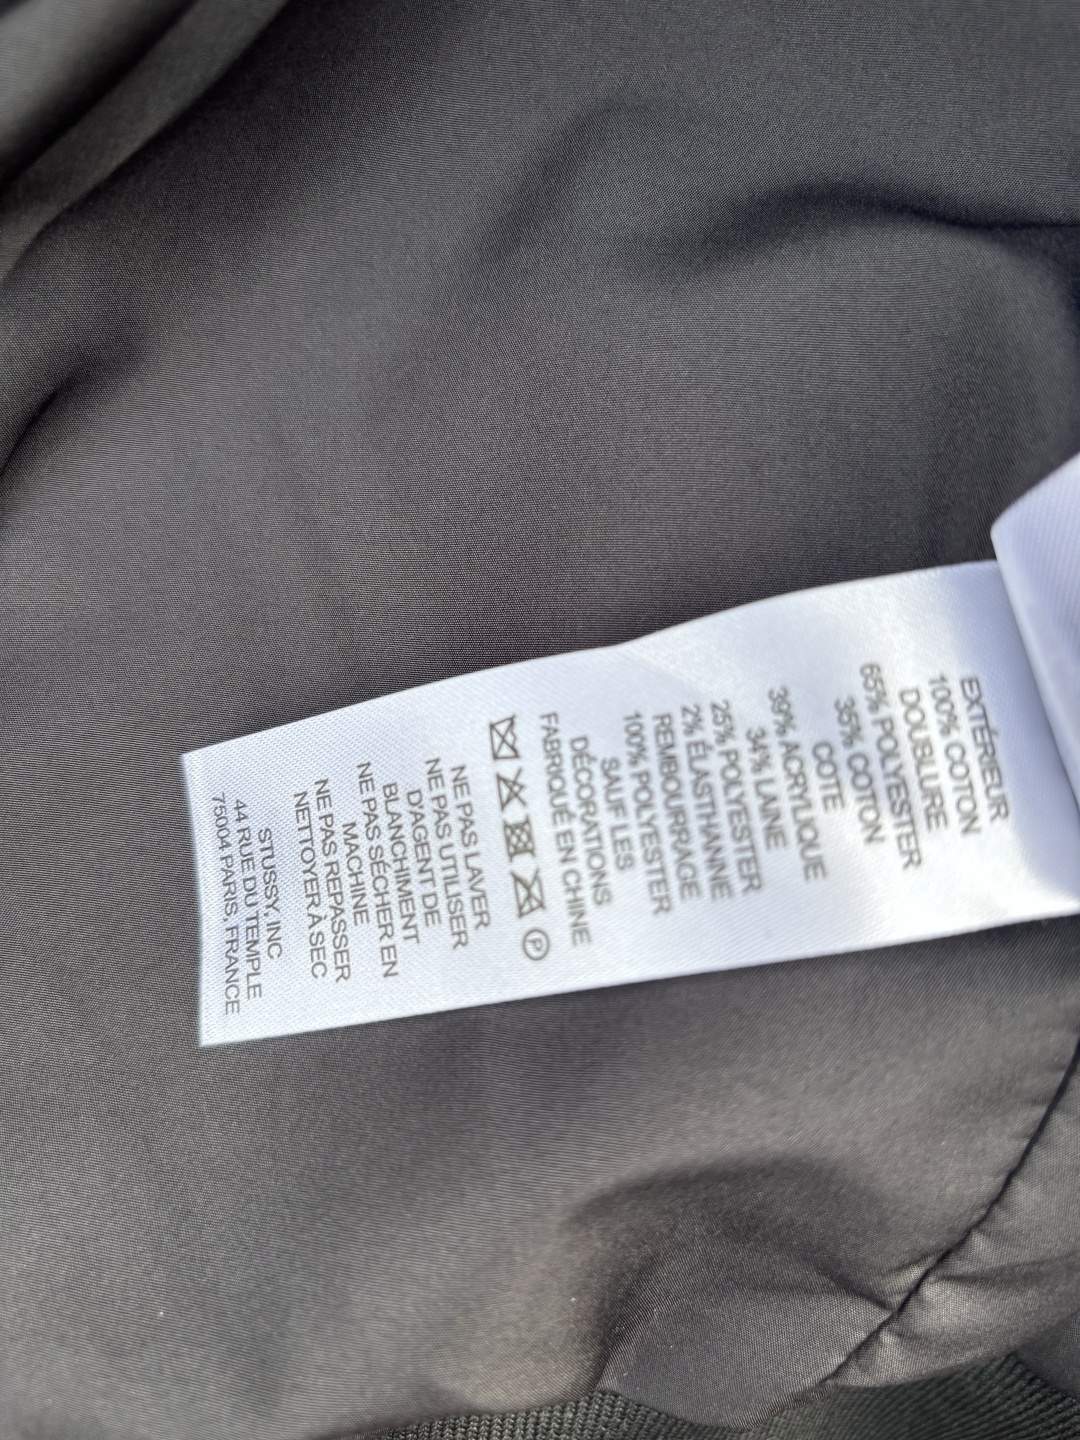 EXTÉRIEUR
100% COTON
DOUBLURE
65% POLYESTER
35% COTON
COTE
39% ACRYLIQUE
34% LAINE
25% POLYESTER
2% ÉLASTHANNE
REMBOURRAGE
100% POLYESTER
SAUF LES
DÉCORATIONS
FABRIQUÉ EN CHINE
P
NE PAS LAVER
NE PAS UTILISER
D'AGENT DE
BLANCHIMENT
NE PAS SÉCHER EN
MACHINE
NE PAS REPASSER
NETTOYER À SEC
STUSSY, INC
44 RUE DU TEMPLE
75004 PARIS, FRANCE